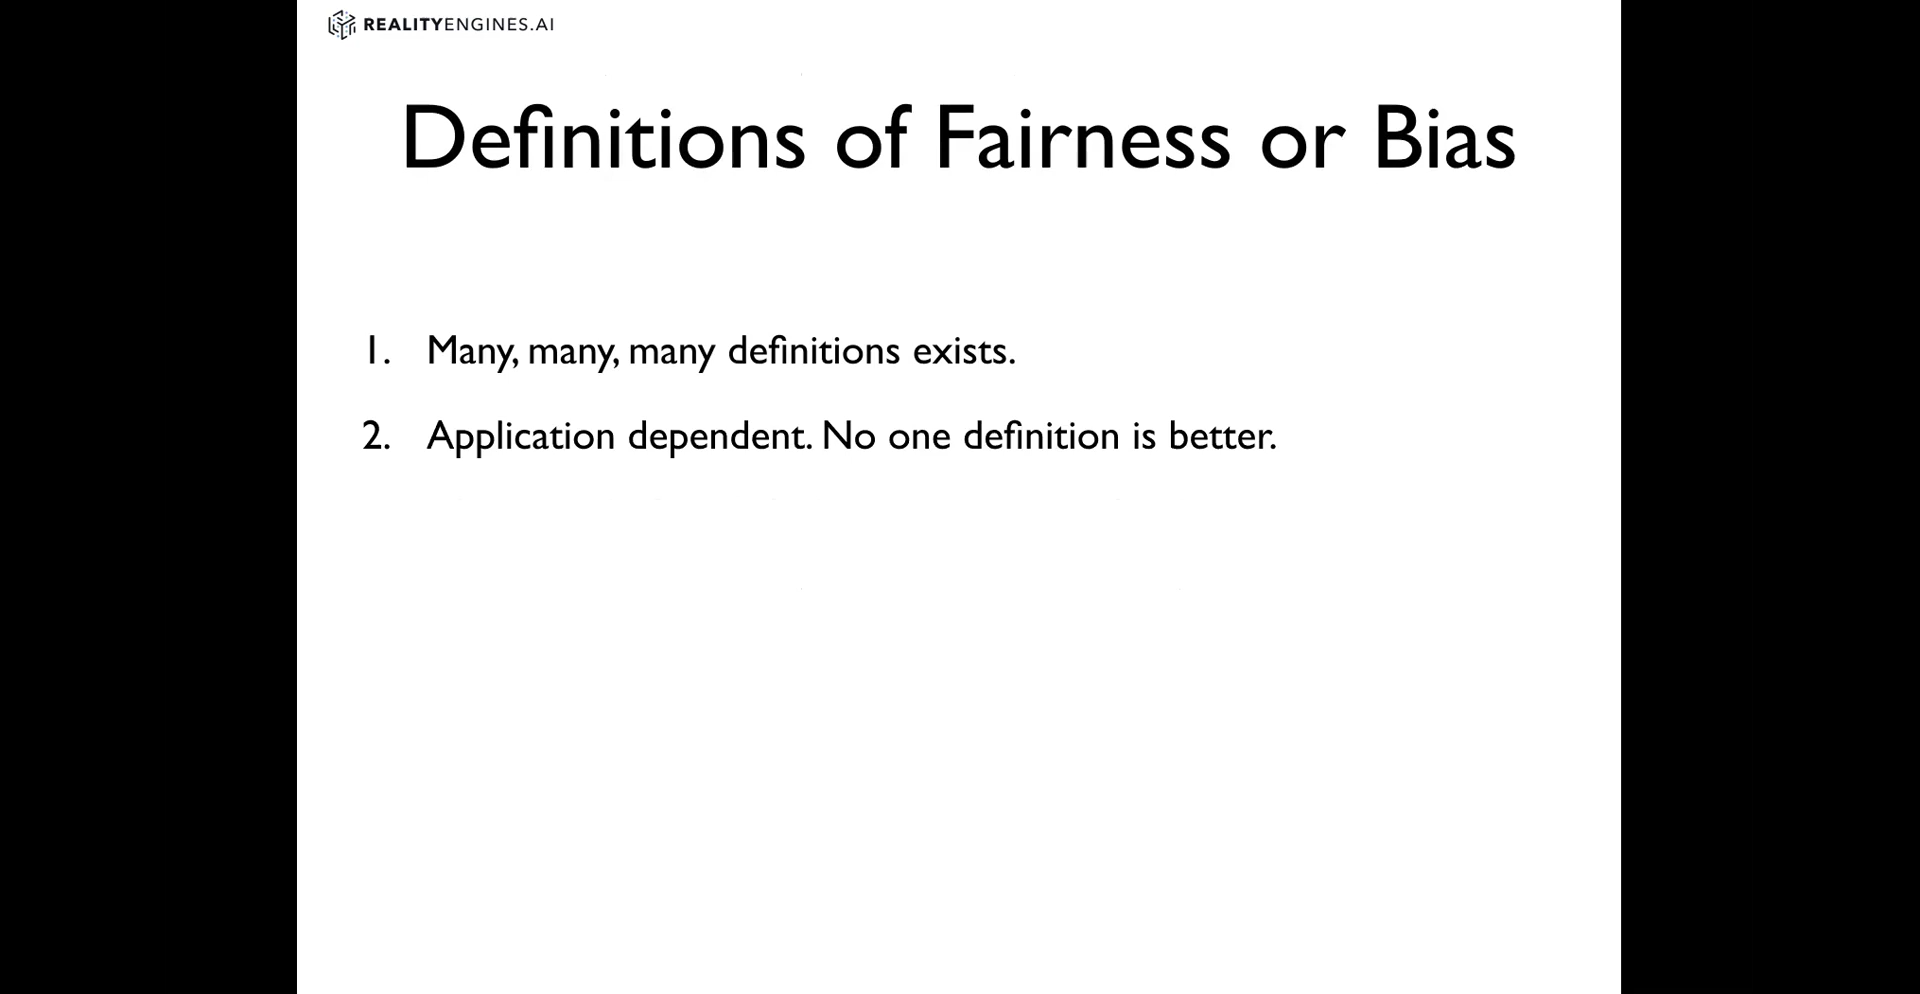 REALITYENGINES.AI
Definitions of Fairness or Bias
1. Many, many, many definitions exists.
2. Application dependent. No one definition is better.